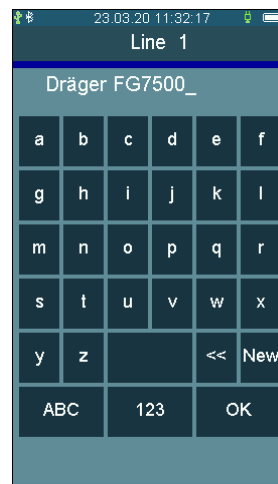 23.03.20 11:32:17
Line 1
Dräger FG7500_
a b c d e f
g h i j k l
m n o p q r
s t u v w x
y z << New
ABC 123 OK